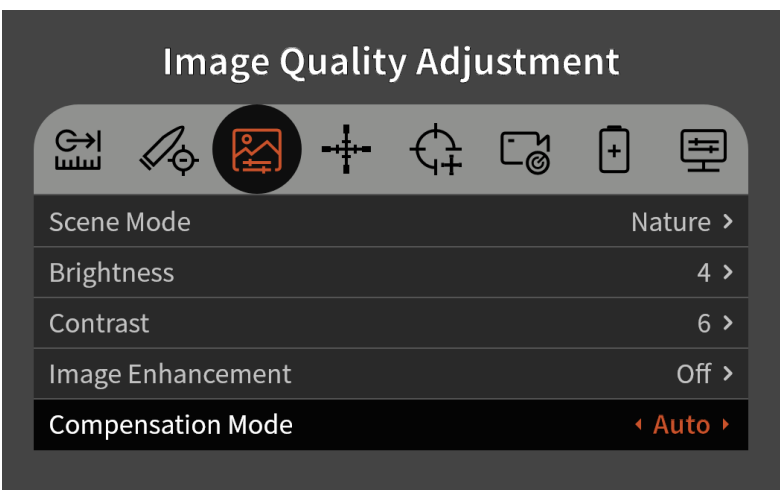 Image Quality Adjustment
Scene Mode Nature >
Brightness 4 >
Contrast 6 >
Image Enhancement Off >
Compensation Mode Auto